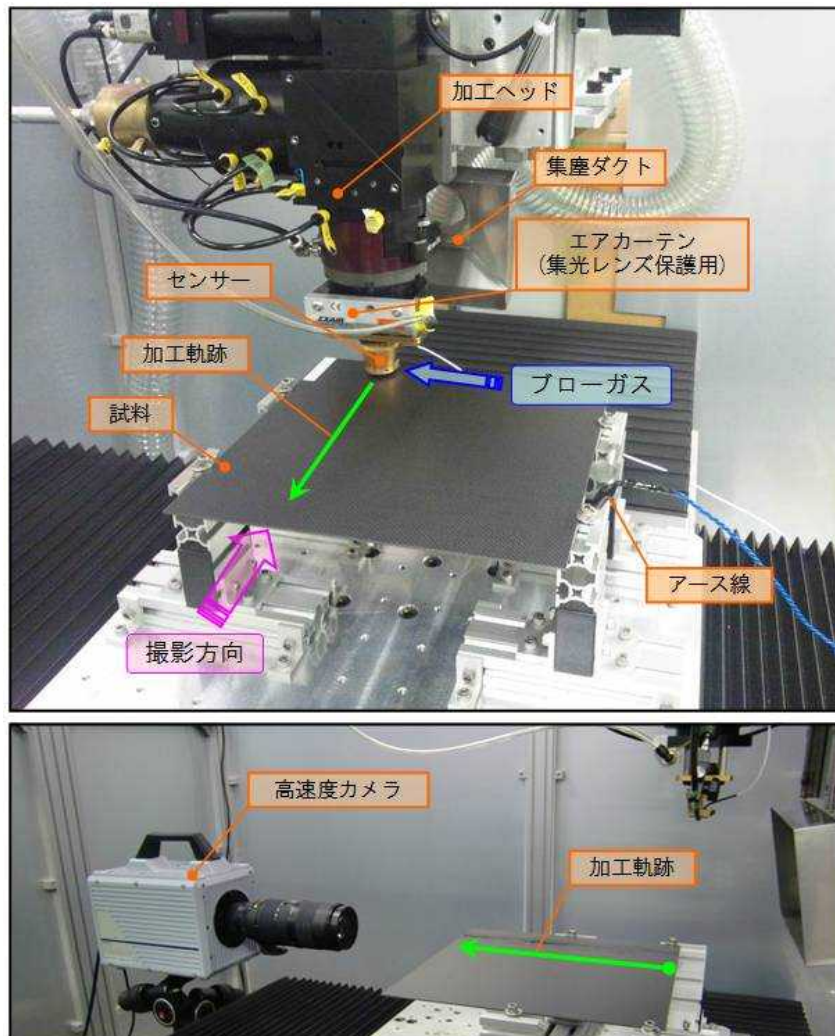 加工ヘッド
集塵ダクト
エアカーテン
(集光レンズ保護用)
センサー
加工軌跡
ブローガス
試料
アース線
撮影方向
高速度カメラ
加工軌跡